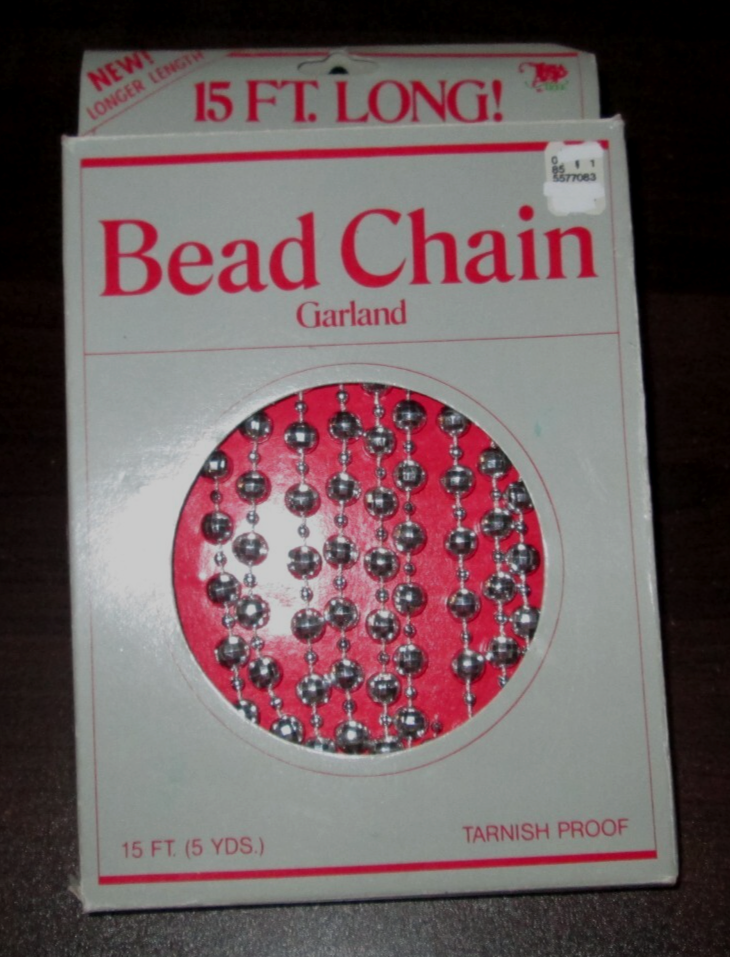 NEW!
LONGER LENGTH
15 FT. LONG!
5577083
Bead Chain
Garland
15 FT. (5 YDS.)
TARNISH PROOF